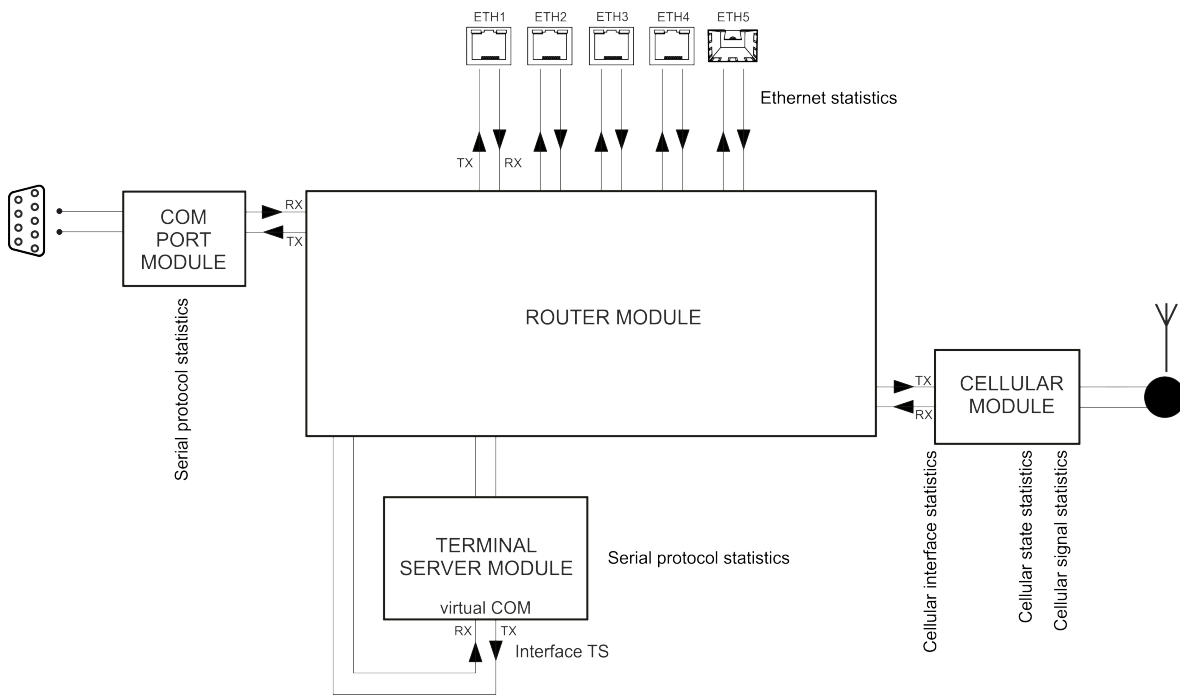 ETH1 ETH2 ETH3 ETH4 ETH5
Ethernet statistics
TX RX
COM
PORT
MODULE
RX
TX
Serial protocol statistics
ROUTER MODULE
TX
RX
CELLULAR
MODULE
Cellular interface statistics
Cellular state statistics
Cellular signal statistics
TERMINAL
SERVER MODULE
virtual COM
Serial protocol statistics
RX TX
Interface TS